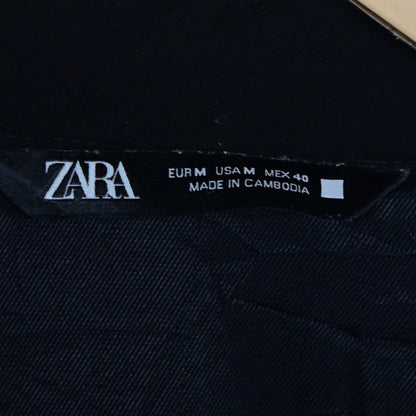 ZARA
EUR M USA M MEX 40
MADE IN CAMBODIA